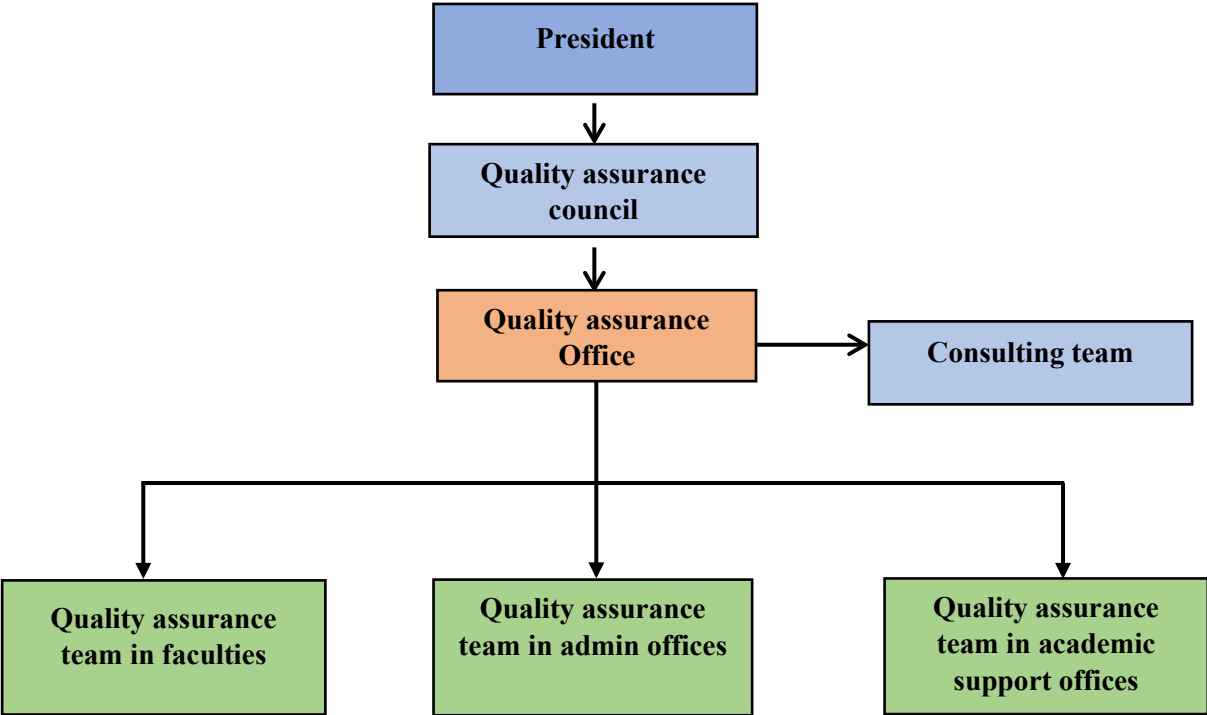 President
Quality assurance
council
Quality assurance
Office
Consulting team
Quality assurance
team in faculties
Quality assurance
team in admin offices
Quality assurance
team in academic
support offices